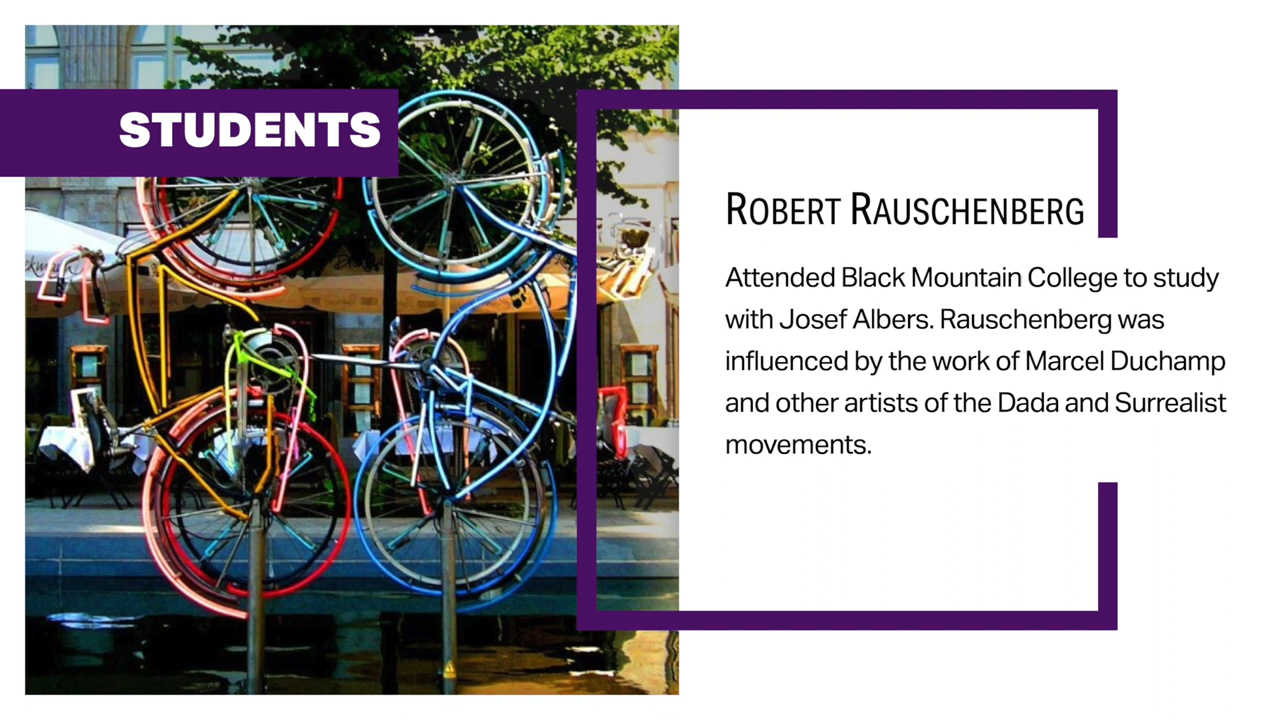 STUDENTS
ROBERT RAUSCHENBERG
Attended Black Mountain College to study
with Josef Albers. Rauschenberg was
influenced by the work of Marcel Duchamp
and other artists of the Dada and Surrealist
movements.